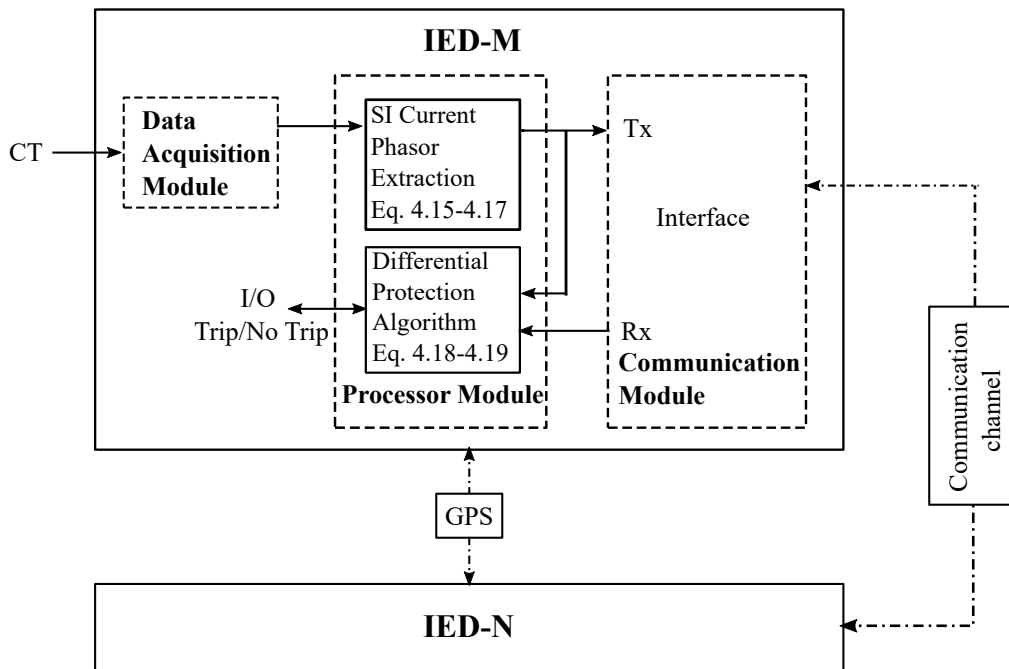 IED-M
CT
Data
Acquisition
Module
SI Current
Phasor
Extraction
Eq. 4.15-4.17
Differential
Protection
Algorithm
Eq. 4.18-4.19
Processor Module
I/O
Trip/No Trip
Tx
Interface
Rx
Communication
Module
Communication
channel
GPS
IED-N